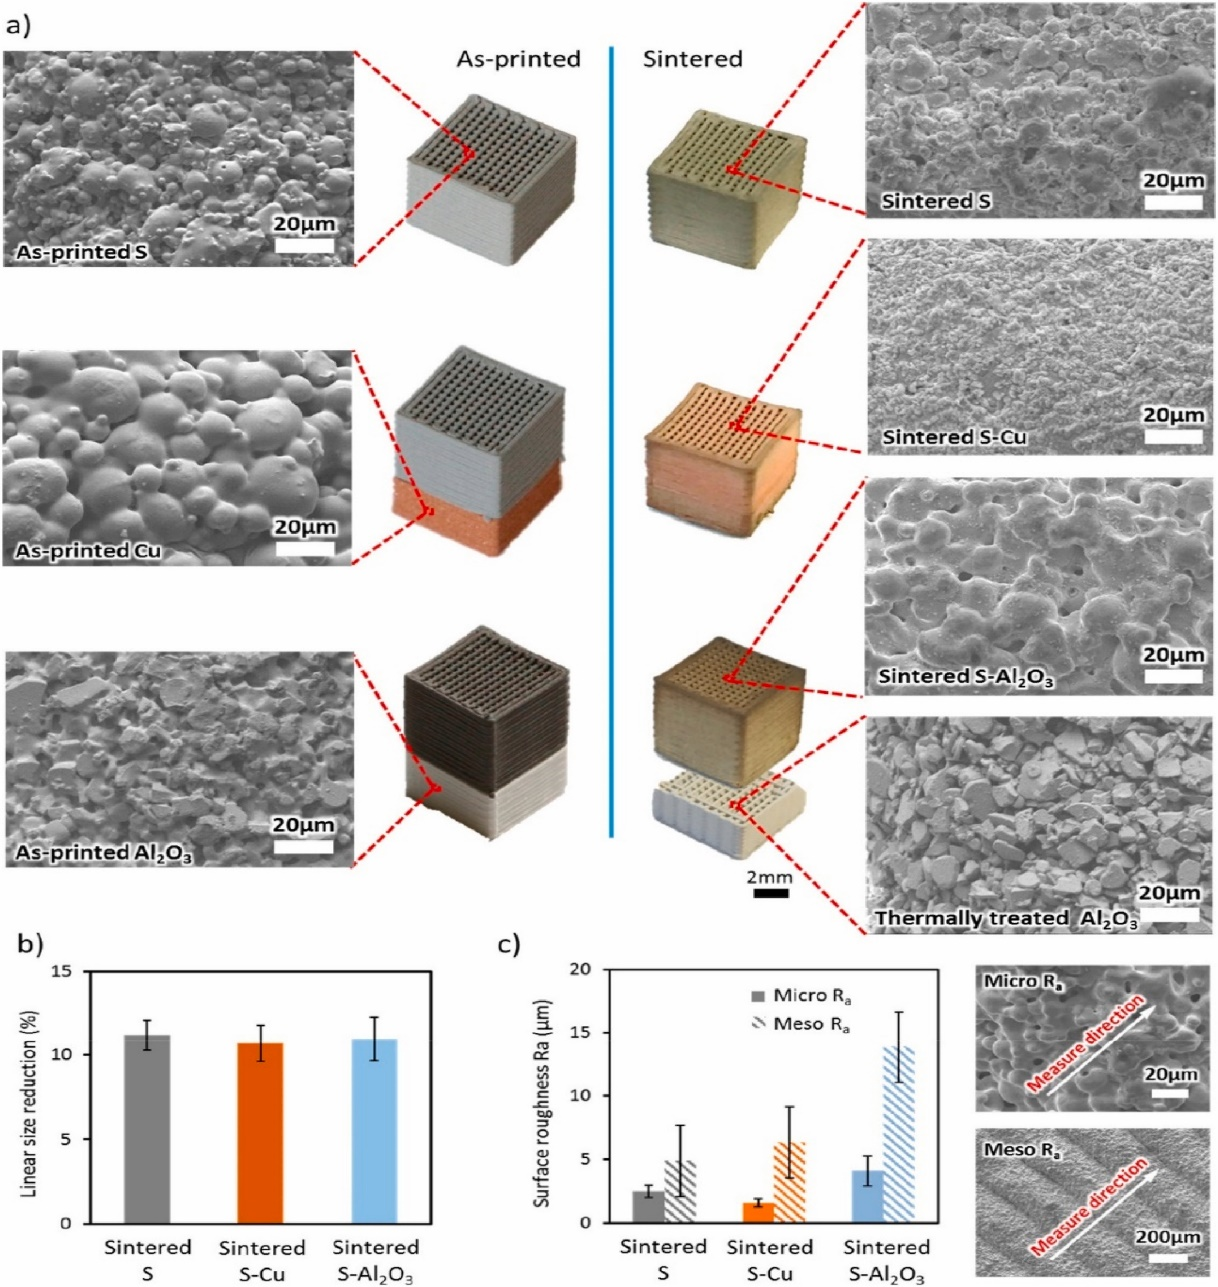 a)
As-printed
Sintered
20µm
As-printed S
20µm
Sintered S
20µm
As-printed Cu
20µm
Sintered S-Cu
20µm
Sintered S-Al₂O₃
20µm
As-printed Al₂O₃
2mm
20µm
Thermally treated Al₂O₃
b)
15
10
5
0
Linear size reduction (%)
Sintered
S
Sintered
S-Cu
Sintered
S-Al₂O₃
c)
20
15
10
5
0
Surface roughness Ra (µm)
Micro Rₐ
Meso Rₐ
Sintered
S
Sintered
S-Cu
Sintered
S-Al₂O₃
Micro Rₐ
Measure direction
20µm
Meso Rₐ
Measure direction
200µm